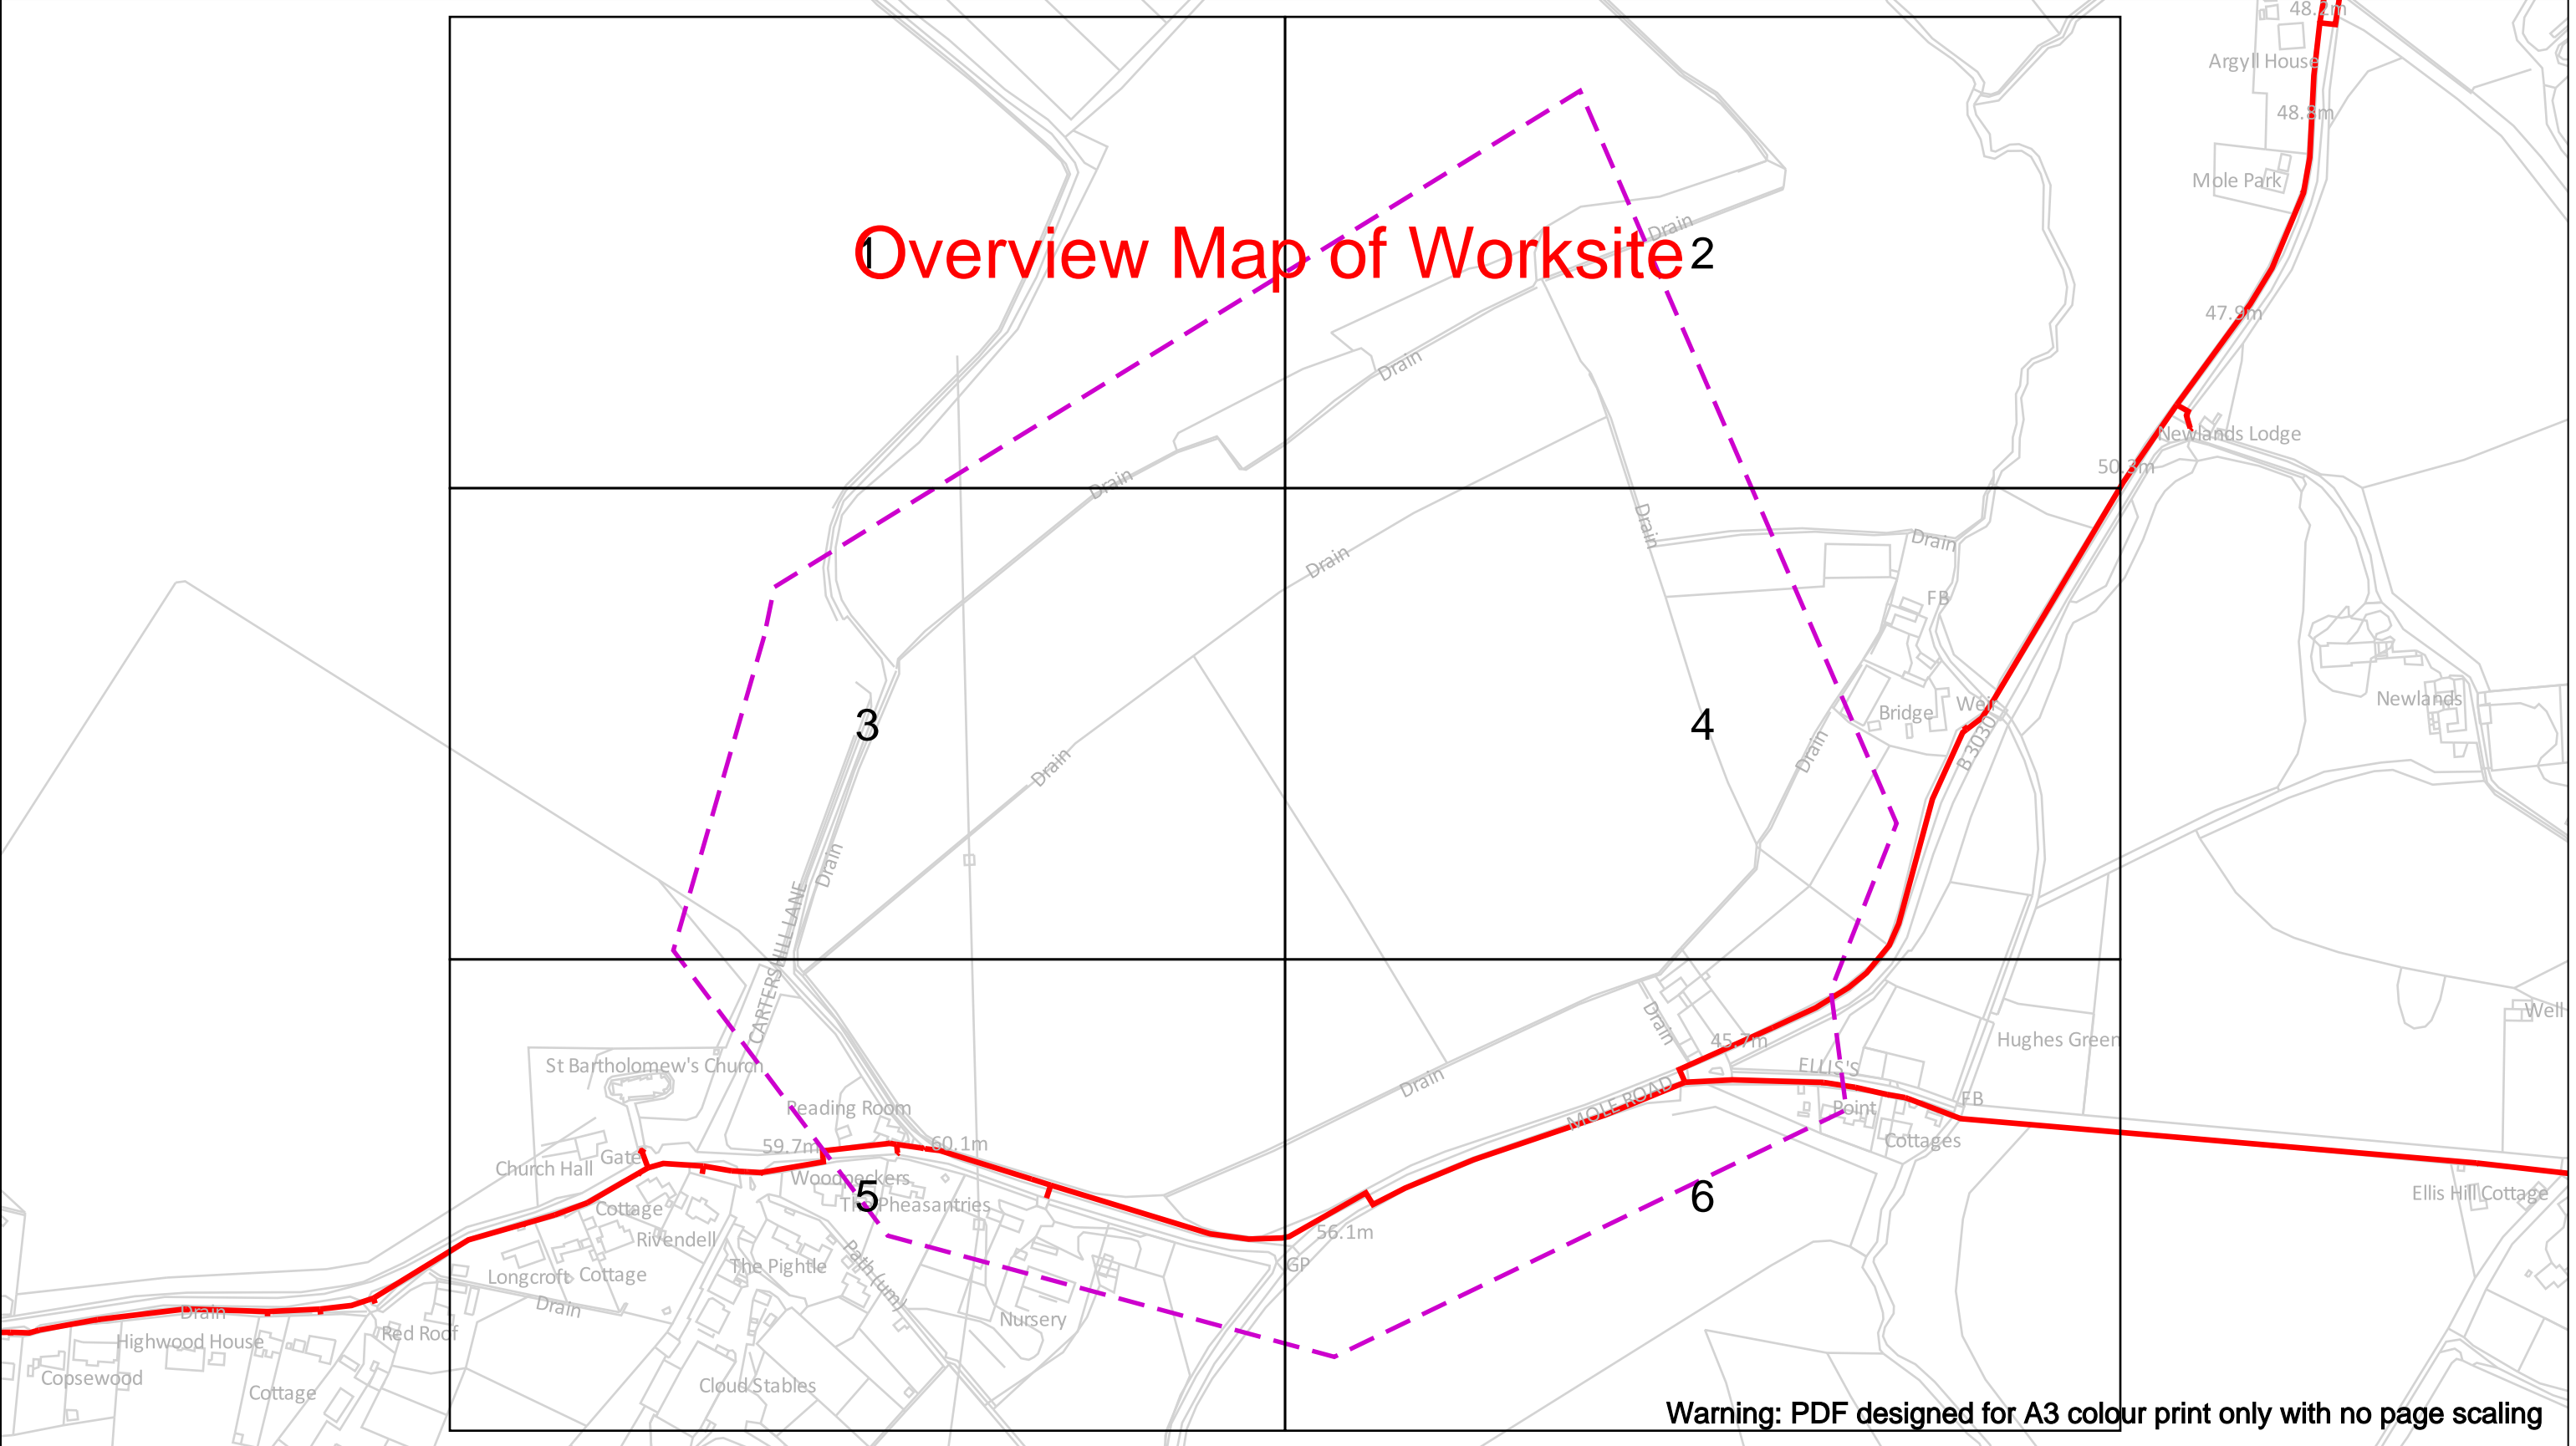 48.2m
Argyll House
48.8m
Mole Park
Drain
1
Overview Map of Worksite
2
47.9m
Drain
Newlands Lodge
50.3m
Drain
Drain
Drain
Drain
FB
Newlands
Weir
Bridge
3
4
B 3030
Drain
Drain
Drain
CARTERSHILL LANE
Well
Drain
Hughes Green
45.7m
St Bartholomew's Church
ELLIS'S
Drain
MOLE ROAD
FB
Reading Room
Point
60.1m
59.7m
Cottages
Gate
Church Hall
Woodpeckers
5
6
Ellis Hill Cottage
The Pheasantries
Cottage
56.1m
Rivendell
GP
The Pightle
Path (um)
Longcroft
Cottage
Drain
Drain
Nursery
Red Roof
Highwood House
Copsewood
Cloud Stables
Cottage
Warning: PDF designed for A3 colour print only with no page scaling